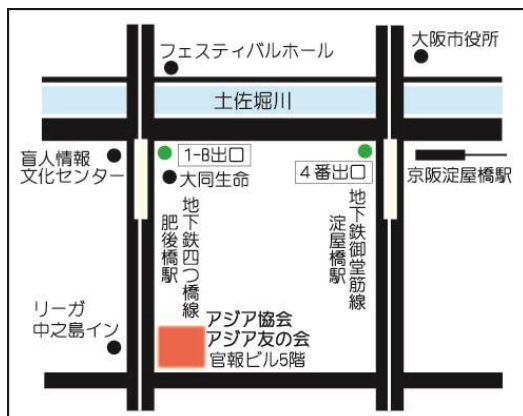 フェスティバルホール
大阪市役所
土佐堀川
盲人情報
文化センター
1-B出口
大同生命
4番出口
京阪淀屋橋駅
地下鉄四つ橋線
肥後橋駅
地下鉄御堂筋線
淀屋橋駅
リーガ
中之島イン
アジア協会
アジア友の会
官報ビル5階